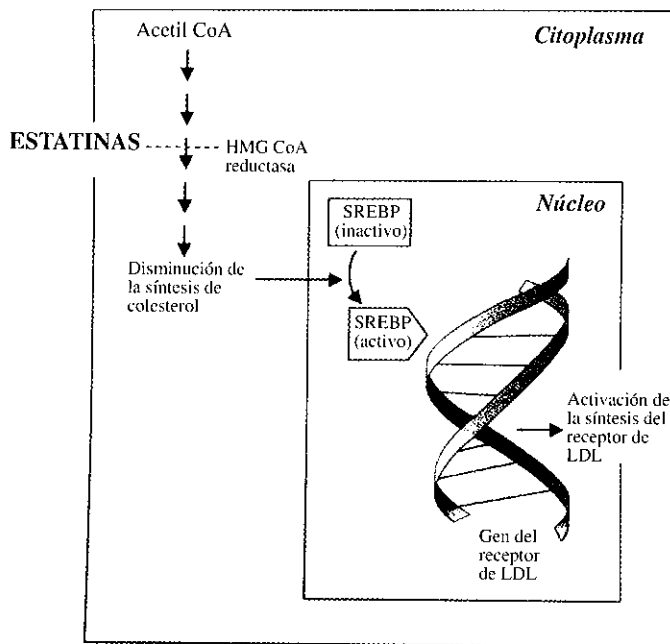 Acetil CoA
Citoplasma
ESTATINAS
HMG CoA
reductasa
Núcleo
SREBP
(inactivo)
Disminución de
la síntesis de
colesterol
SREBP
(activo)
Activación de
la síntesis del
receptor de
LDL
Gen del
receptor
de LDL